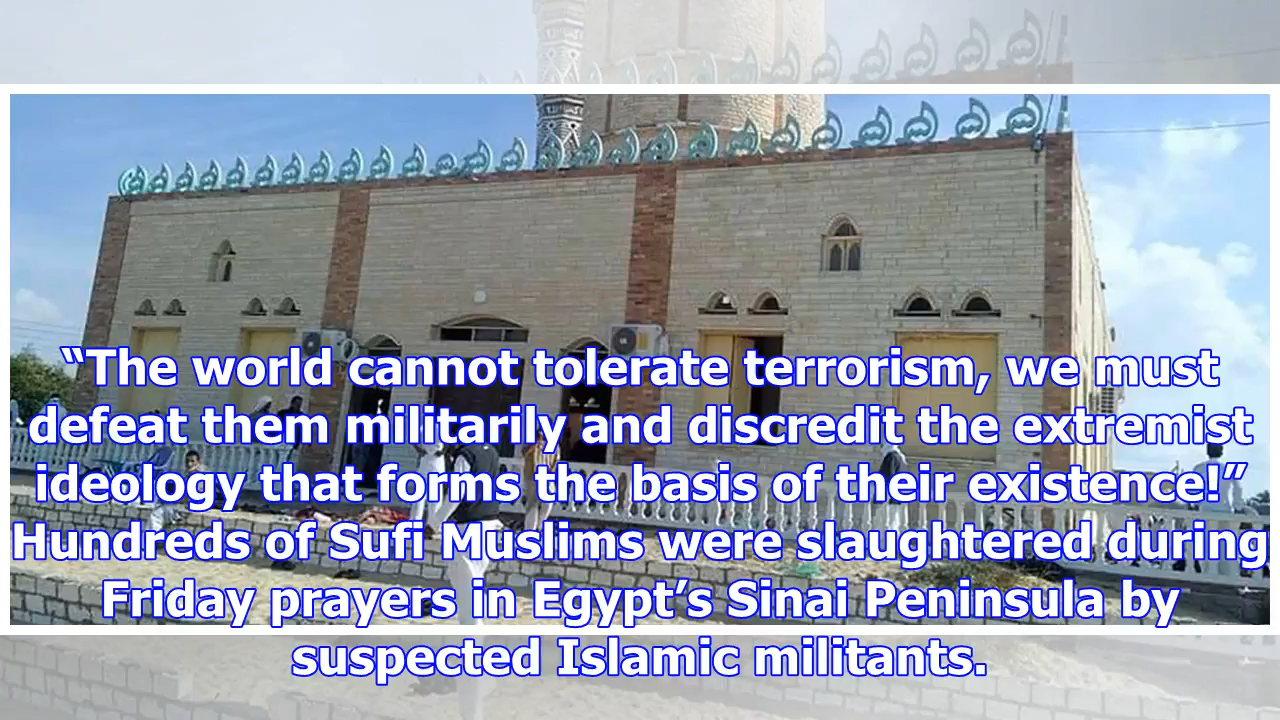 “The world cannot tolerate terrorism, we must
defeat them militarily and discredit the extremist
ideology that forms the basis of their existence!”
Hundreds of Sufi Muslims were slaughtered during
Friday prayers in Egypt’s Sinai Peninsula by
suspected Islamic militants.